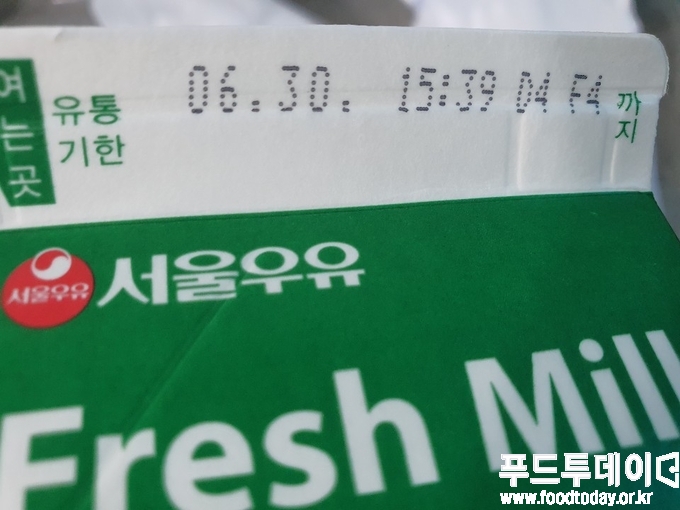 여는곳
유통기한 06.30. 15:39 04 F4 까지
서울우유 서울우유
Fresh Mil
푸드투데이
www.foodtoday.or.kr